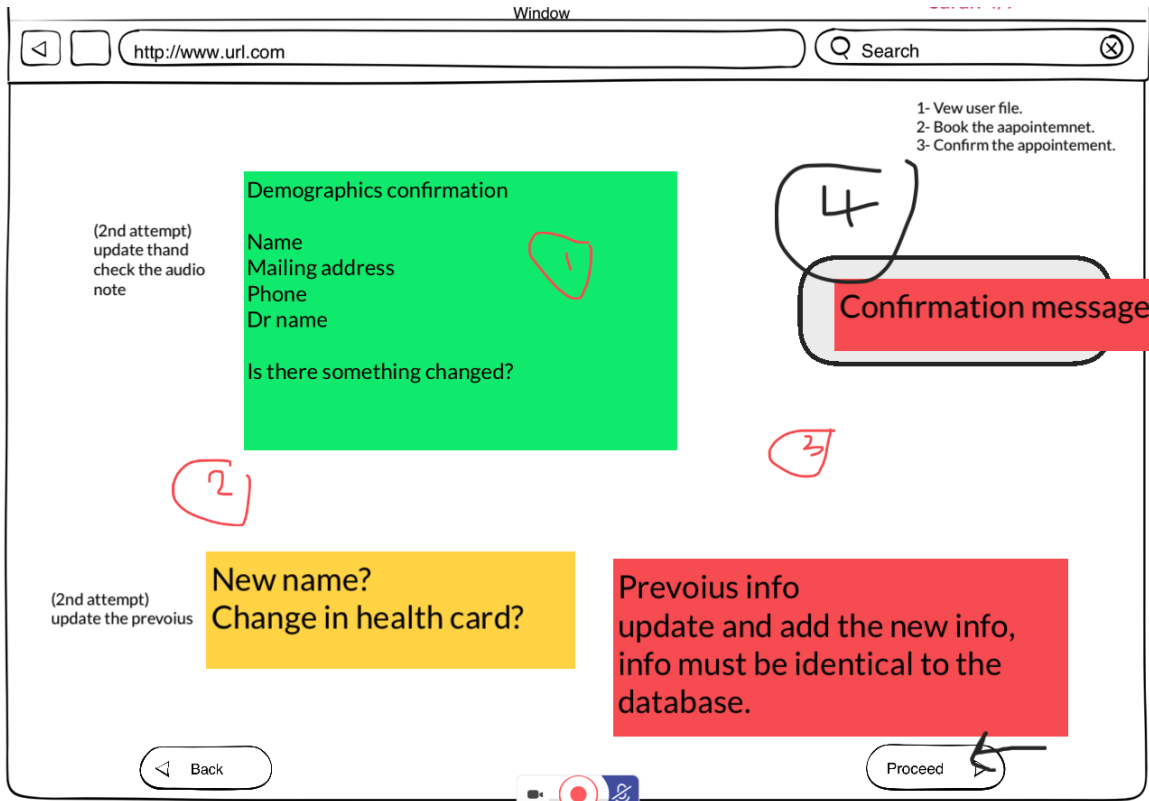 Window
http://www.url.com
Search
1- Vew user file.
2- Book the aapointemnet.
3- Confirm the appointement.
4
Demographics confirmation
Name
1
Mailing address
Phone
Dr name
Is there something changed?
(2nd attempt)
update thand
check the audio
note
Confirmation message
3
2
New name?
Change in health card?
(2nd attempt)
update the prevoius
Prevoius info
update and add the new info,
info must be identical to the
database.
Back
Proceed